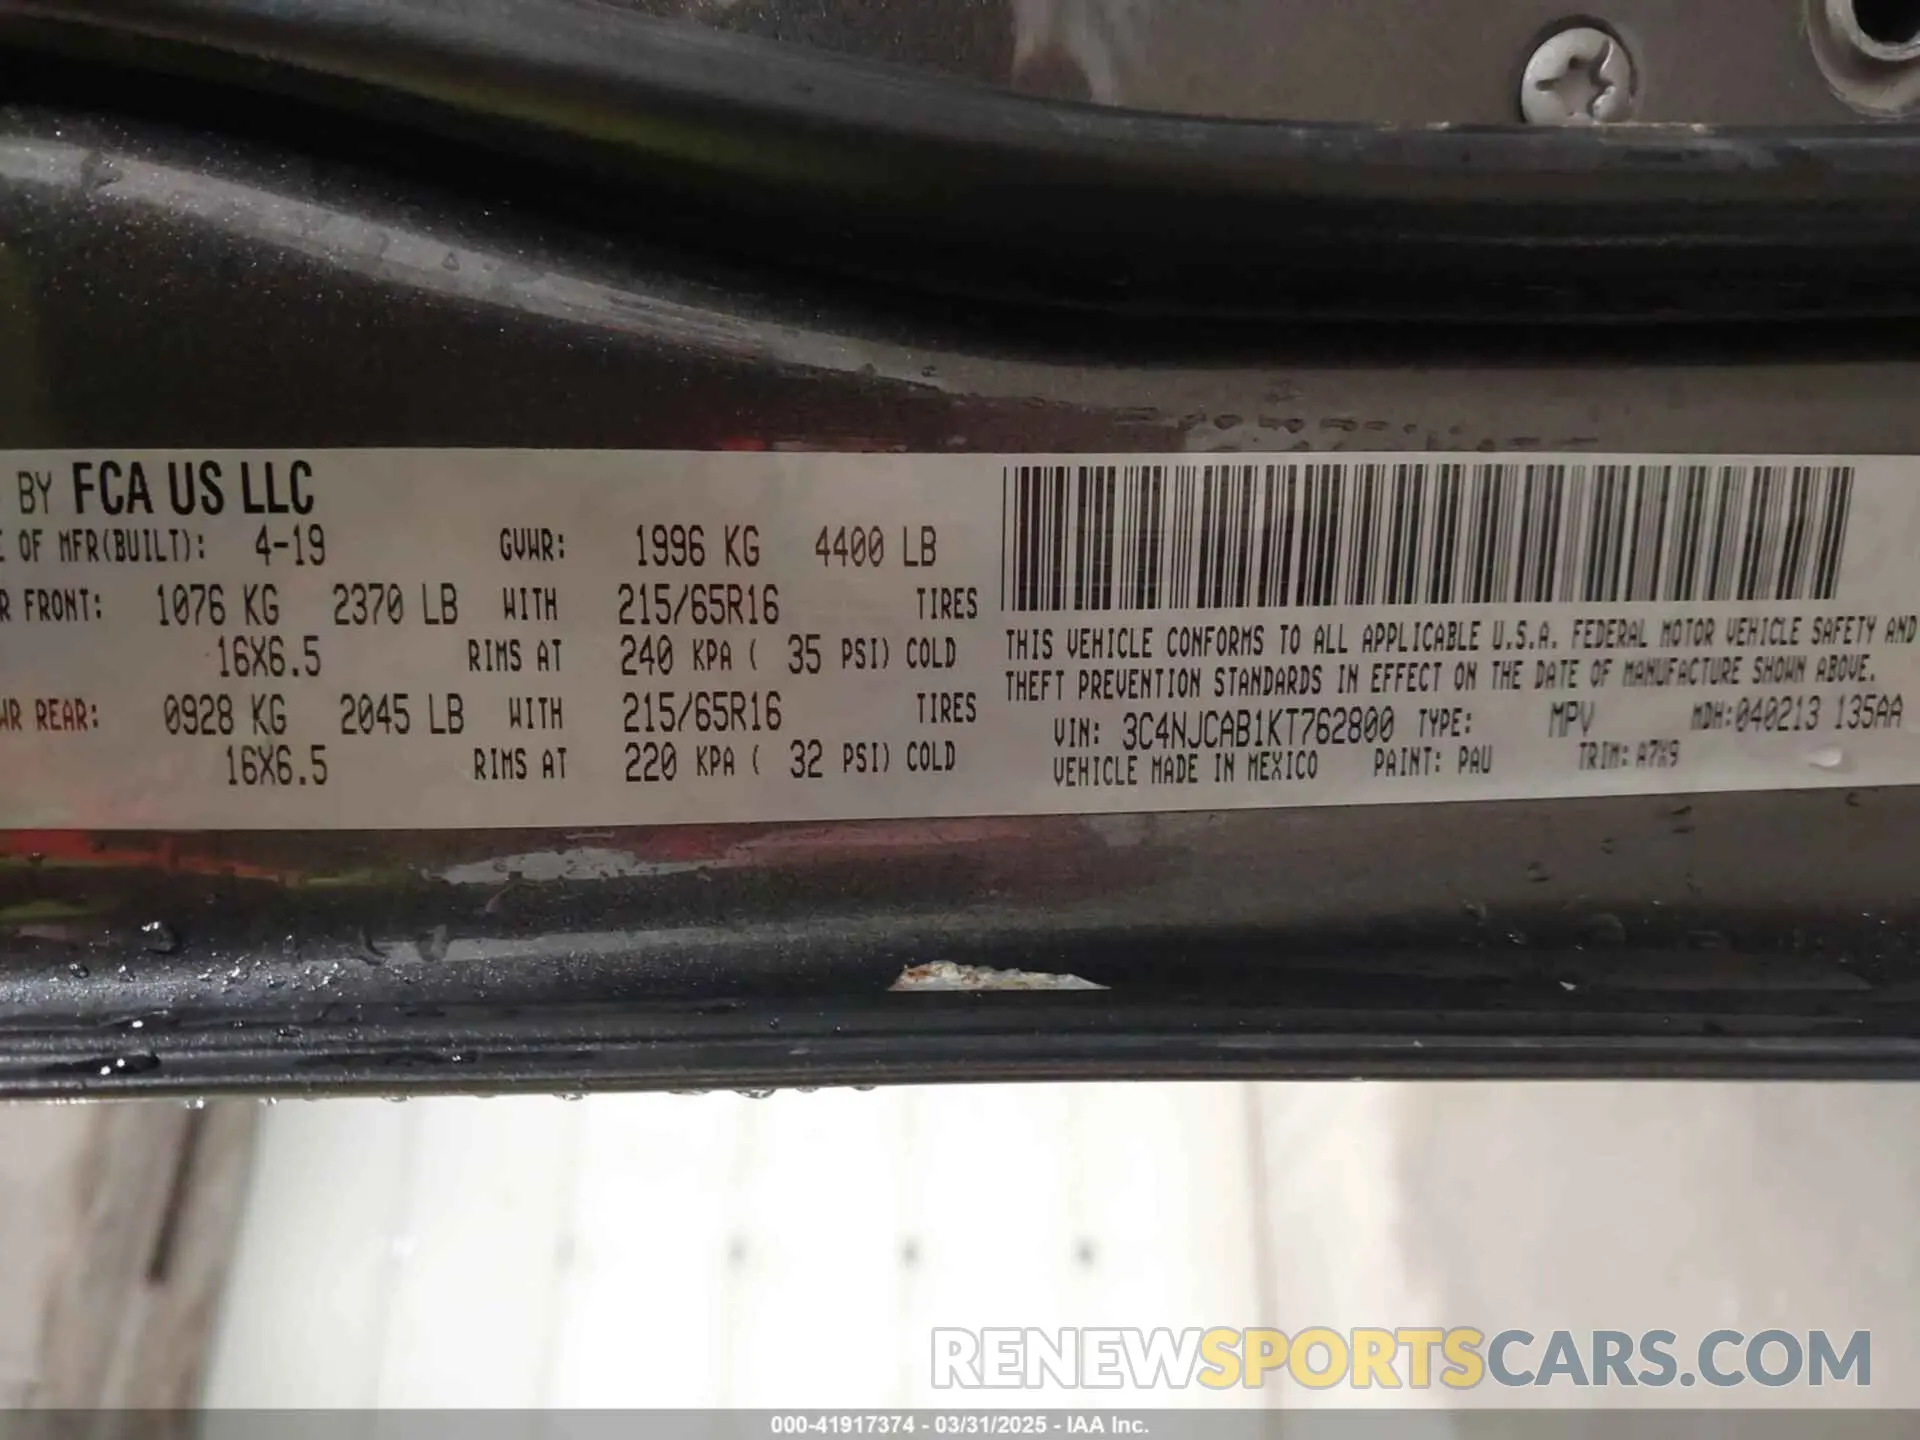 BY FCA US LLC
OF MFR(BUILT): 4-19 GVWR: 1996 KG 4400 LB
R FRONT: 1076 KG 2370 LB WITH 215/65R16 TIRES
16X6.5 RIMS AT 240 KPA ( 35 PSI) COLD
WR REAR: 0928 KG 2045 LB WITH 215/65R16 TIRES
16X6.5 RIMS AT 220 KPA ( 32 PSI) COLD
THIS VEHICLE CONFORMS TO ALL APPLICABLE U.S.A. FEDERAL MOTOR VEHICLE SAFETY AND
THEFT PREVENTION STANDARDS IN EFFECT ON THE DATE OF MANUFACTURE SHOWN ABOVE.
VIN: 3C4NJCAB1KT762800 TYPE: MPV MDH:040213 135AA
VEHICLE MADE IN MEXICO PAINT: PAU TRIM: A7X9
RENEWSPORTSCARS.COM
000-41917374 - 03/31/2025 - IAA Inc.